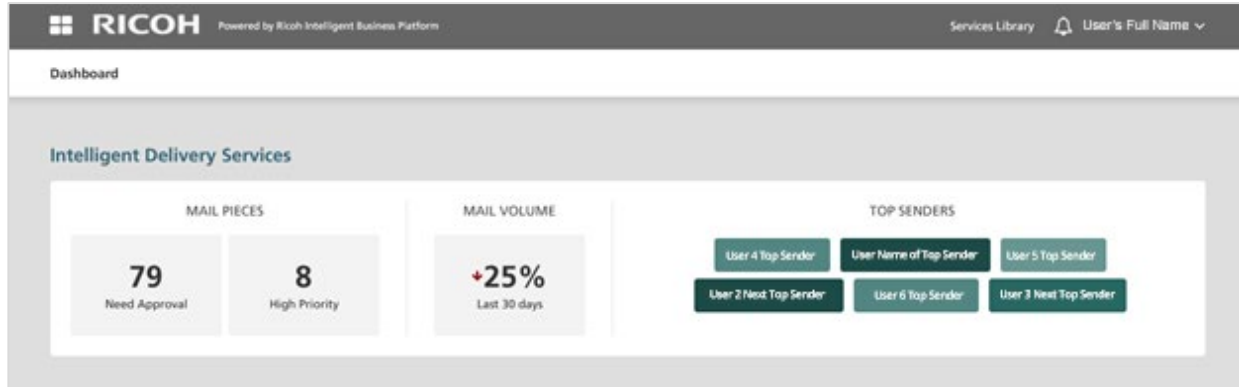 RICOH Powered by Ricoh Intelligent Business Platform Services Library User's Full Name
Dashboard
Intelligent Delivery Services
MAIL PIECES MAIL VOLUME TOP SENDERS
User 4 Top Sender User Name of Top Sender User 5 Top Sender
79 8 25%
Need Approval High Priority Last 30 days
User 2 Next Top Sender User 6 Top Sender User 3 Next Top Sender